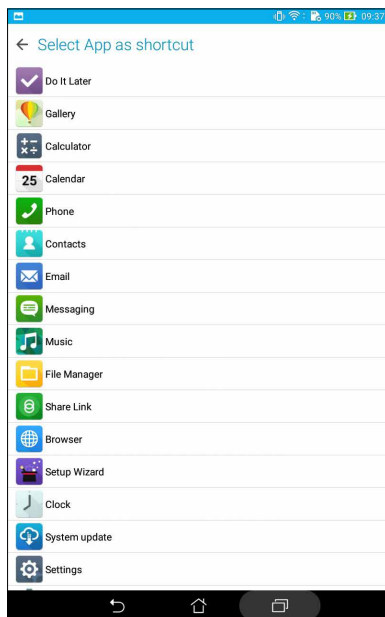 90% 09:37
Select App as shortcut
Do It Later
Gallery
Calculator
25 Calendar
Phone
Contacts
Email
Messaging
Music
File Manager
Share Link
Browser
Setup Wizard
Clock
System update
Settings